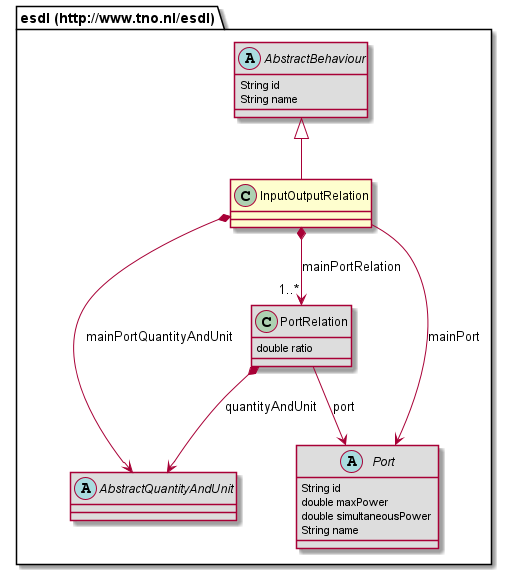 esdl (http://www.tno.nl/esdl)
A AbstractBehaviour
String id
String name
C InputOutputRelation
mainPortRelation
1..*
mainPortQuantityAndUnit
mainPort
C PortRelation
double ratio
quantityAndUnit
port
A AbstractQuantityAndUnit
A Port
String id
double maxPower
double simultaneousPower
String name